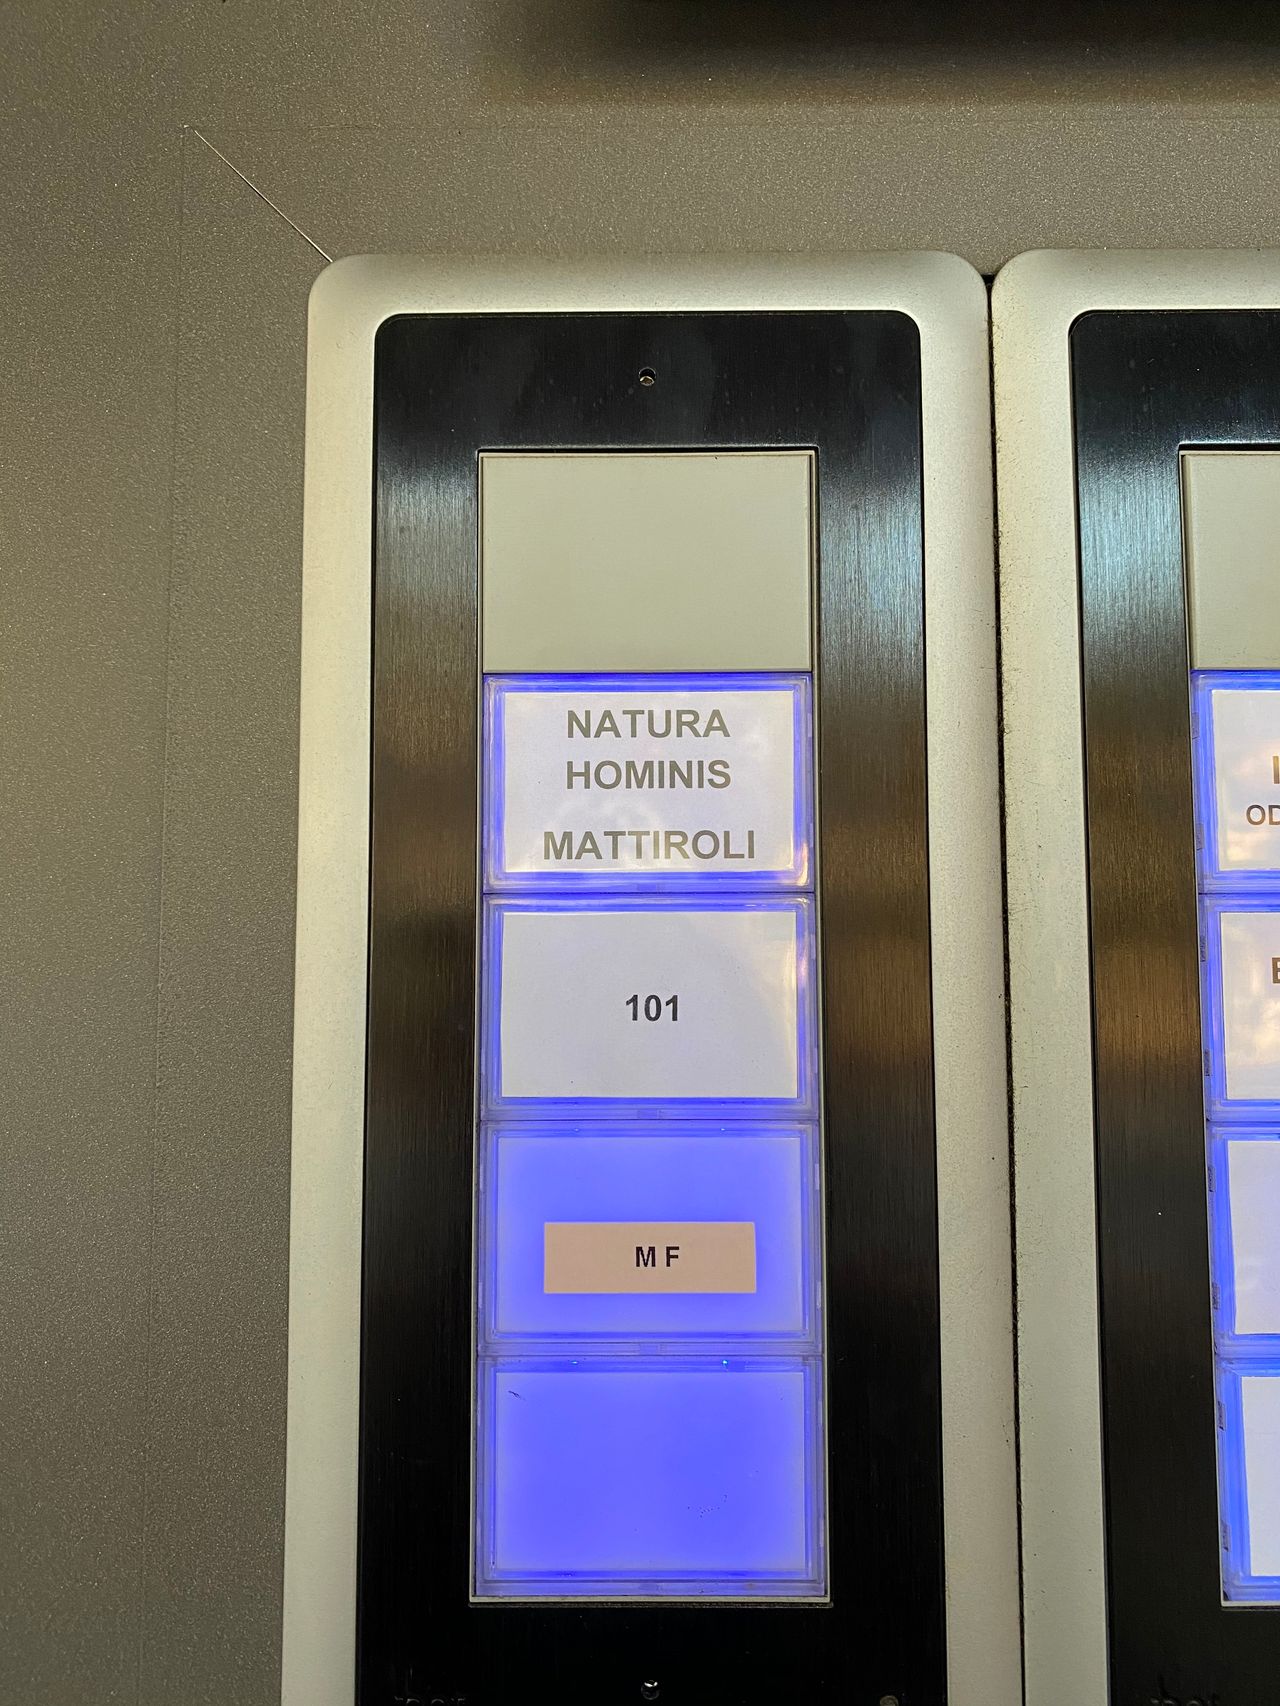 NATURA
HOMINIS
MATTIROLI
101
M F